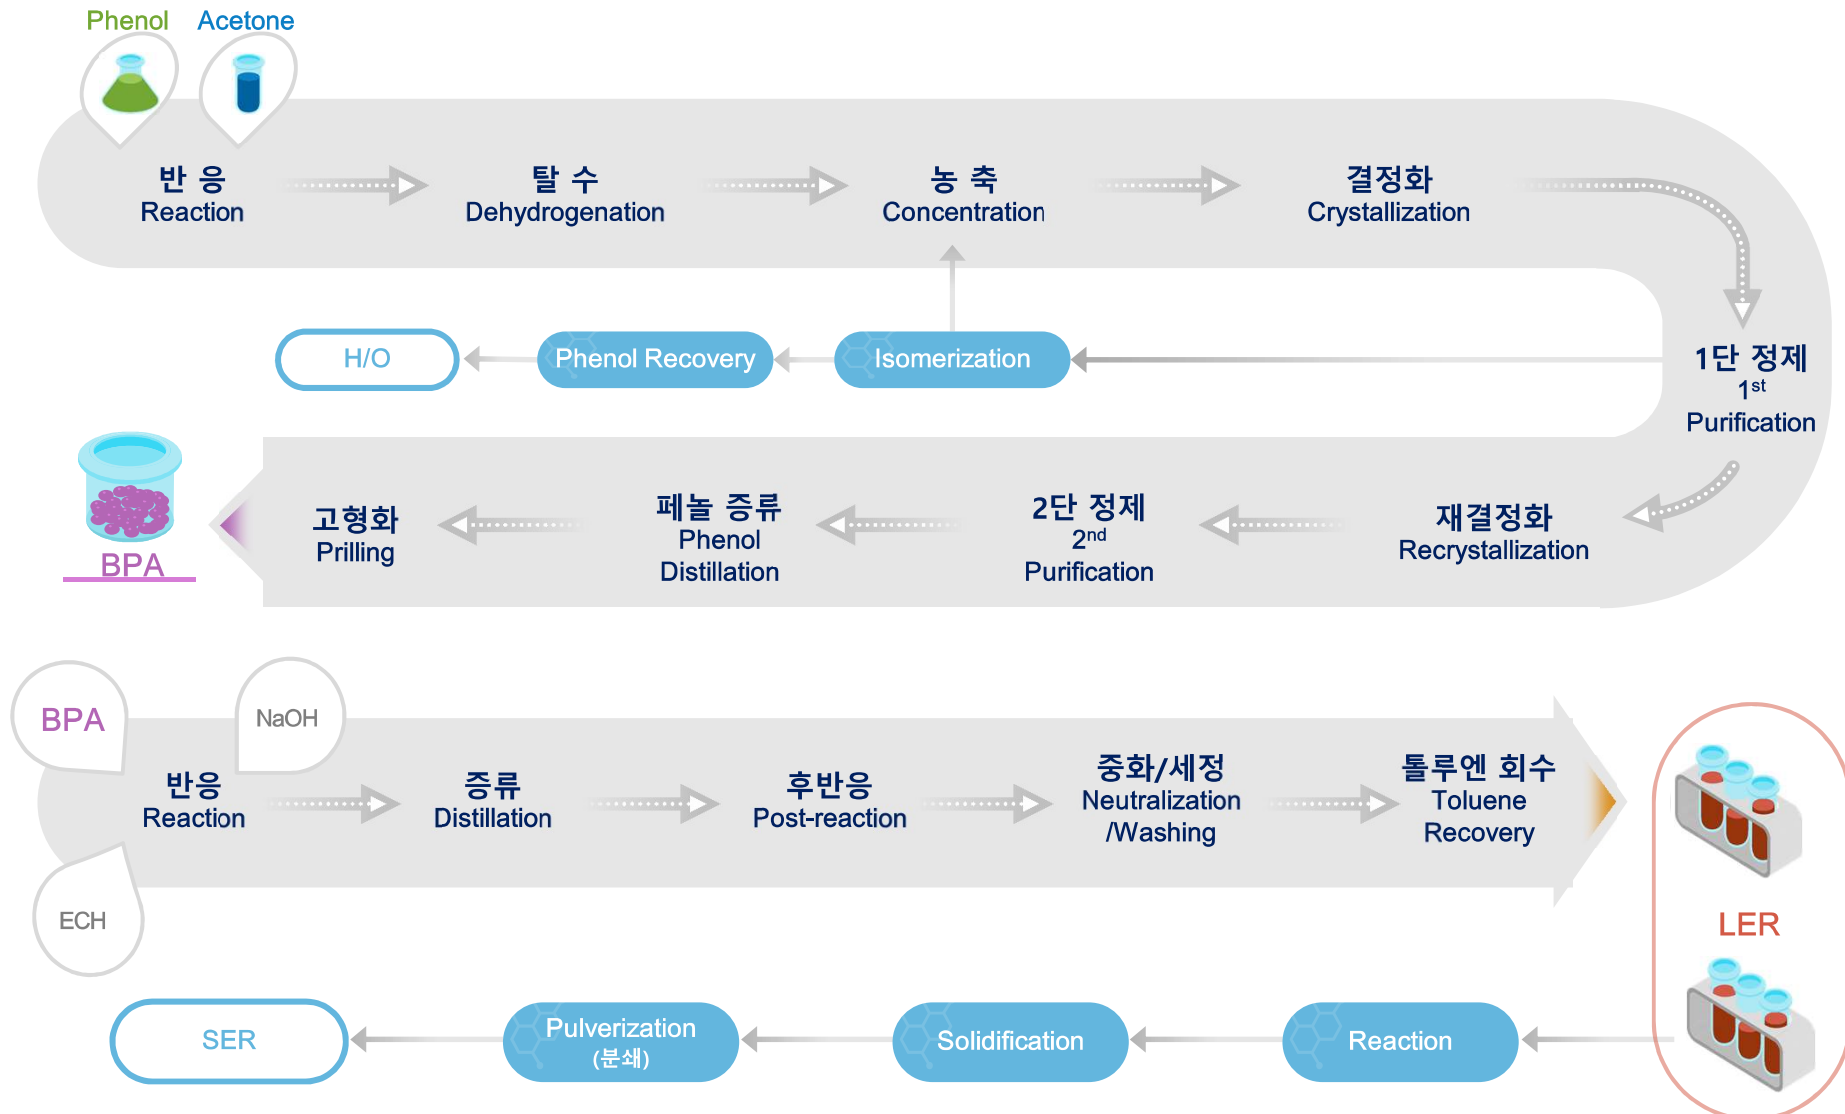 Phenol
Acetone
반 응
Reaction
탈 수
Dehydrogenation
농 축
Concentration
결정화
Crystallization
H/O
Phenol Recovery
Isomerization
1단 정제
1st
Purification
BPA
고형화
Prilling
페놀 증류
Phenol
Distillation
2단 정제
2nd
Purification
재결정화
Recrystallization
BPA
NaOH
ECH
반응
Reaction
증류
Distillation
후반응
Post-reaction
중화/세정
Neutralization
/Washing
톨루엔 회수
Toluene
Recovery
LER
SER
Pulverization
(분쇄)
Solidification
Reaction